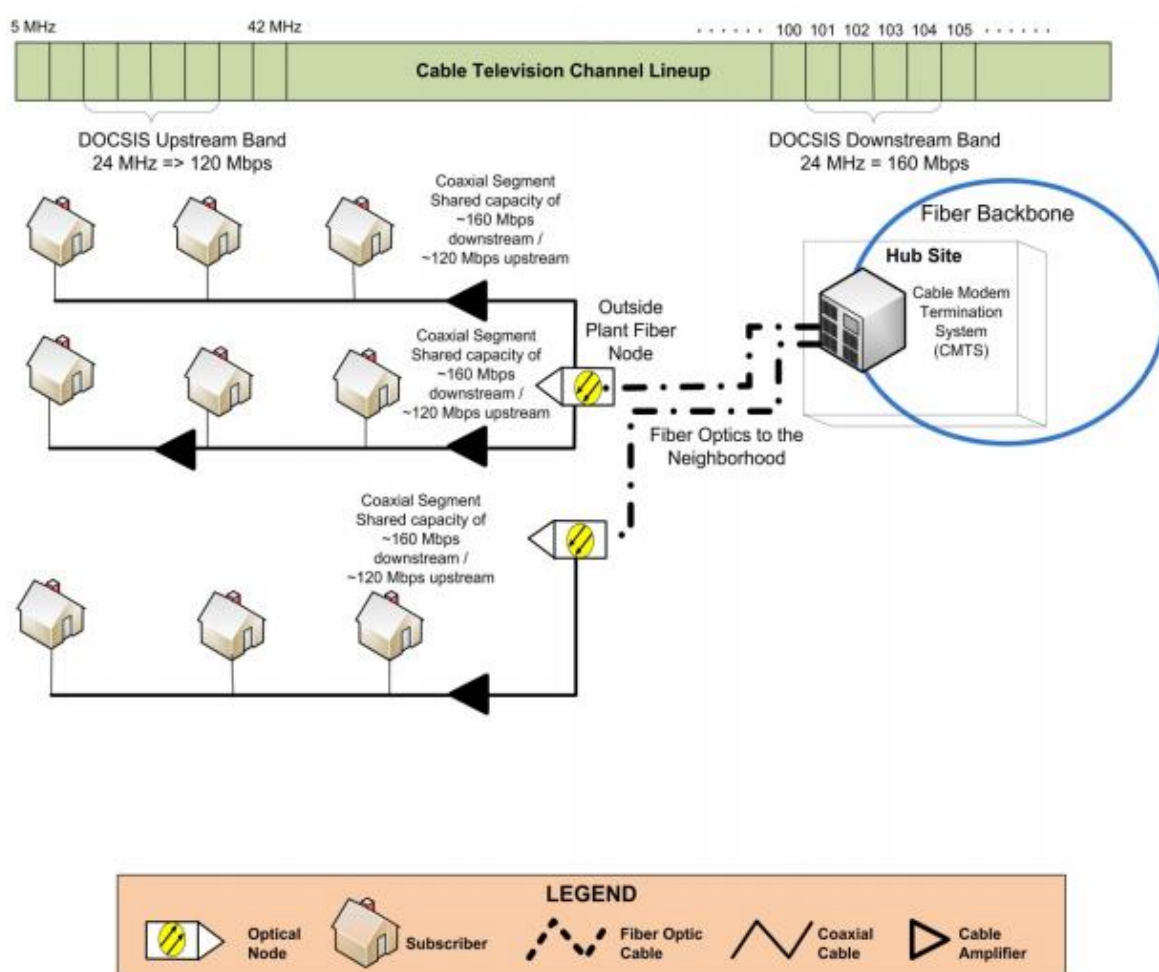 5 MHz
42 MHz
. . . . . . 100 101 102 103 104 105 . . . . . .
Cable Television Channel Lineup
DOCSIS Upstream Band
24 MHz => 120 Mbps
DOCSIS Downstream Band
24 MHz = 160 Mbps
Coaxial Segment
Shared capacity of
~160 Mbps
downstream /
~120 Mbps upstream
Fiber Backbone
Hub Site
Cable Modem
Termination
System
(CMTS)
Outside
Plant Fiber
Node
Coaxial Segment
Shared capacity of
~160 Mbps
downstream /
~120 Mbps upstream
Fiber Optics to the
Neighborhood
Coaxial Segment
Shared capacity of
~160 Mbps
downstream /
~120 Mbps upstream
LEGEND
Optical
Node
Subscriber
Fiber Optic
Cable
Coaxial
Cable
Cable
Amplifier